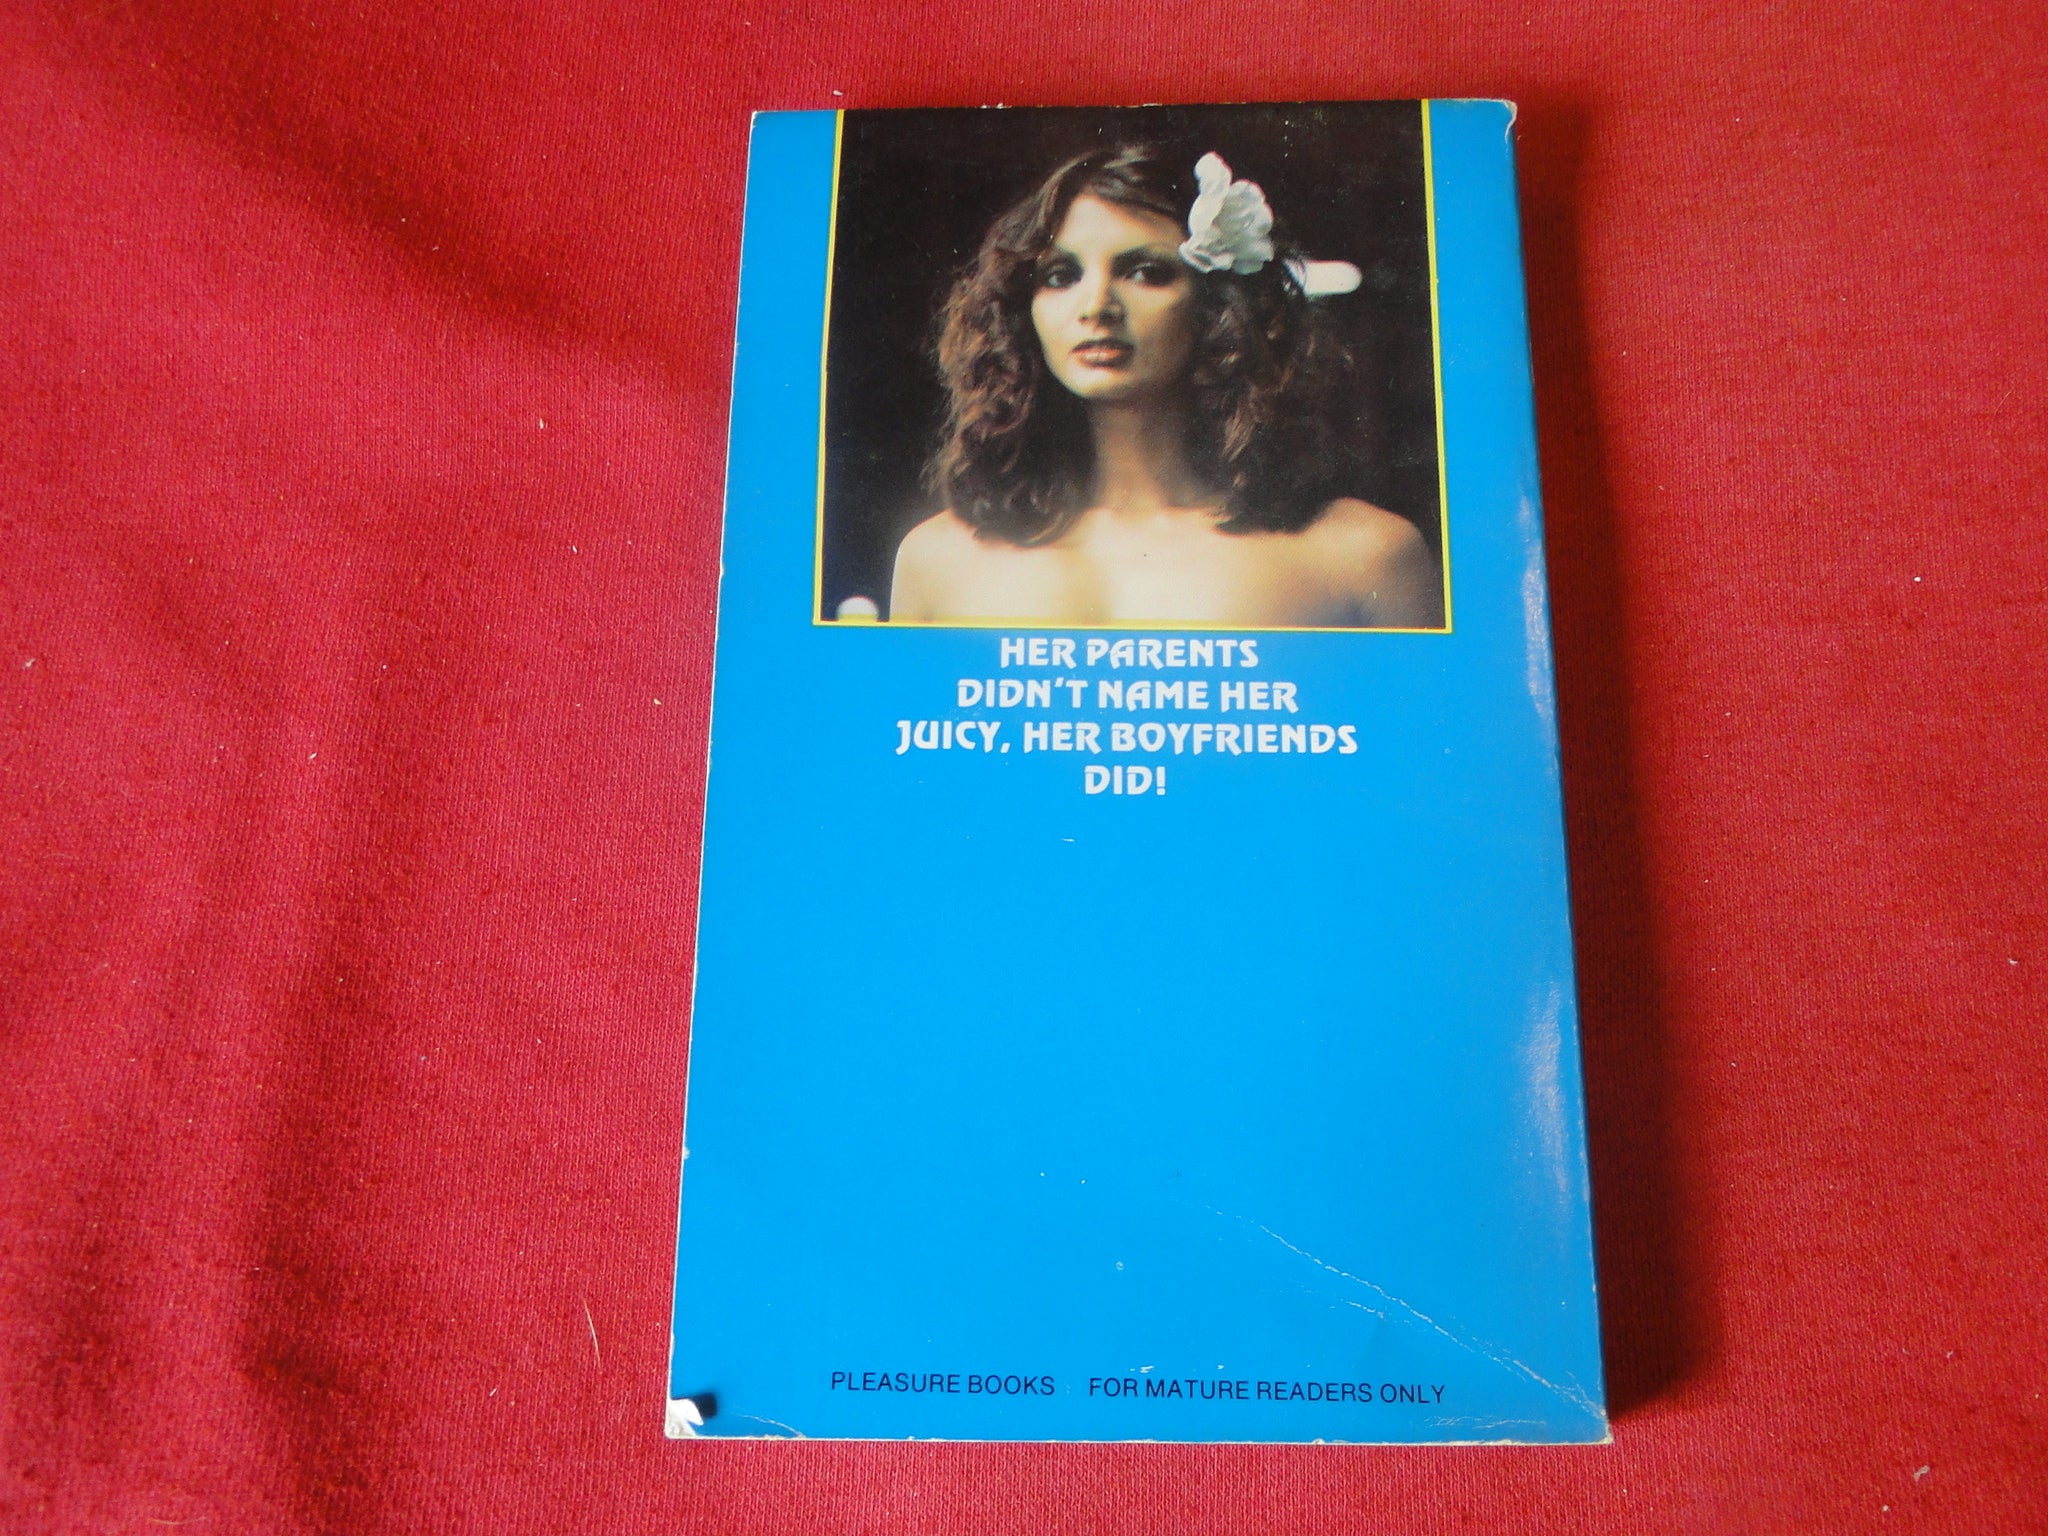 HER PARENTS
DIDN'T NAME HER
JUICY, HER BOYFRIENDS
DID!
PLEASURE BOOKS FOR MATURE READERS ONLY